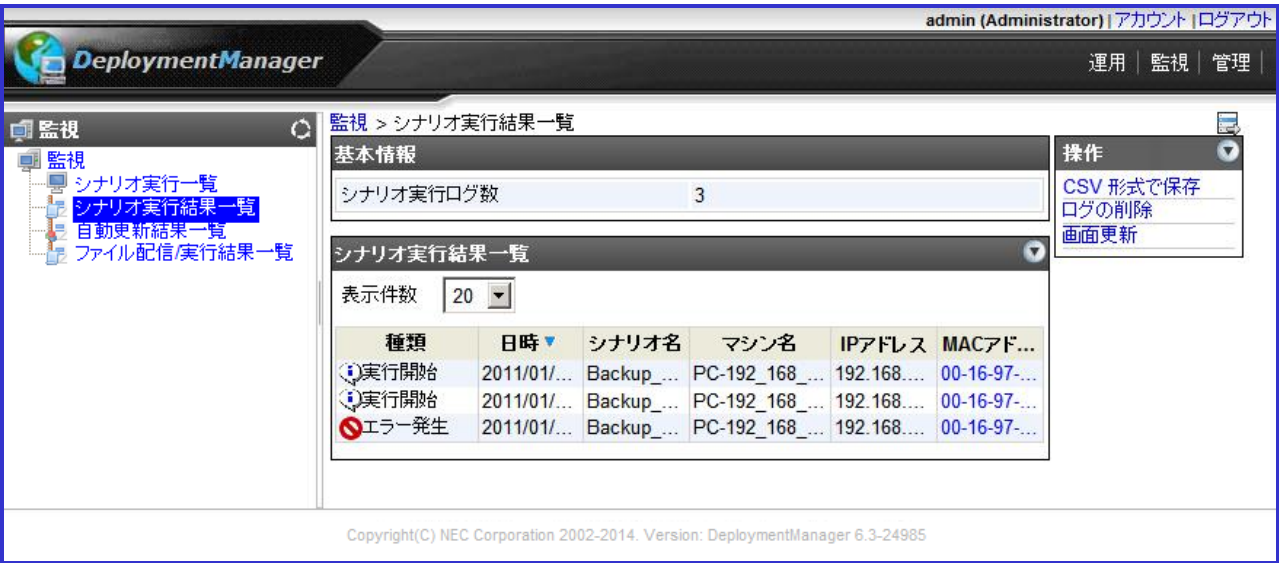 admin (Administrator) | アカウント | ログアウト
DeploymentManager
運用 | 監視 | 管理 |
監視
監視
シナリオ実行一覧
シナリオ実行結果一覧
自動更新結果一覧
ファイル配信/実行結果一覧
監視 > シナリオ実行結果一覧
基本情報
シナリオ実行ログ数 3
シナリオ実行結果一覧
表示件数 20
種類 日時 シナリオ名 マシン名 IPアドレス MACアド...
実行開始 2011/01/... Backup_... PC-192_168_... 192.168.... 00-16-97-...
実行開始 2011/01/... Backup_... PC-192_168_... 192.168.... 00-16-97-...
エラー発生 2011/01/... Backup_... PC-192_168_... 192.168.... 00-16-97-...
操作
CSV 形式で保存
ログの削除
画面更新
Copyright(C) NEC Corporation 2002-2014. Version: DeploymentManager 6.3-24985